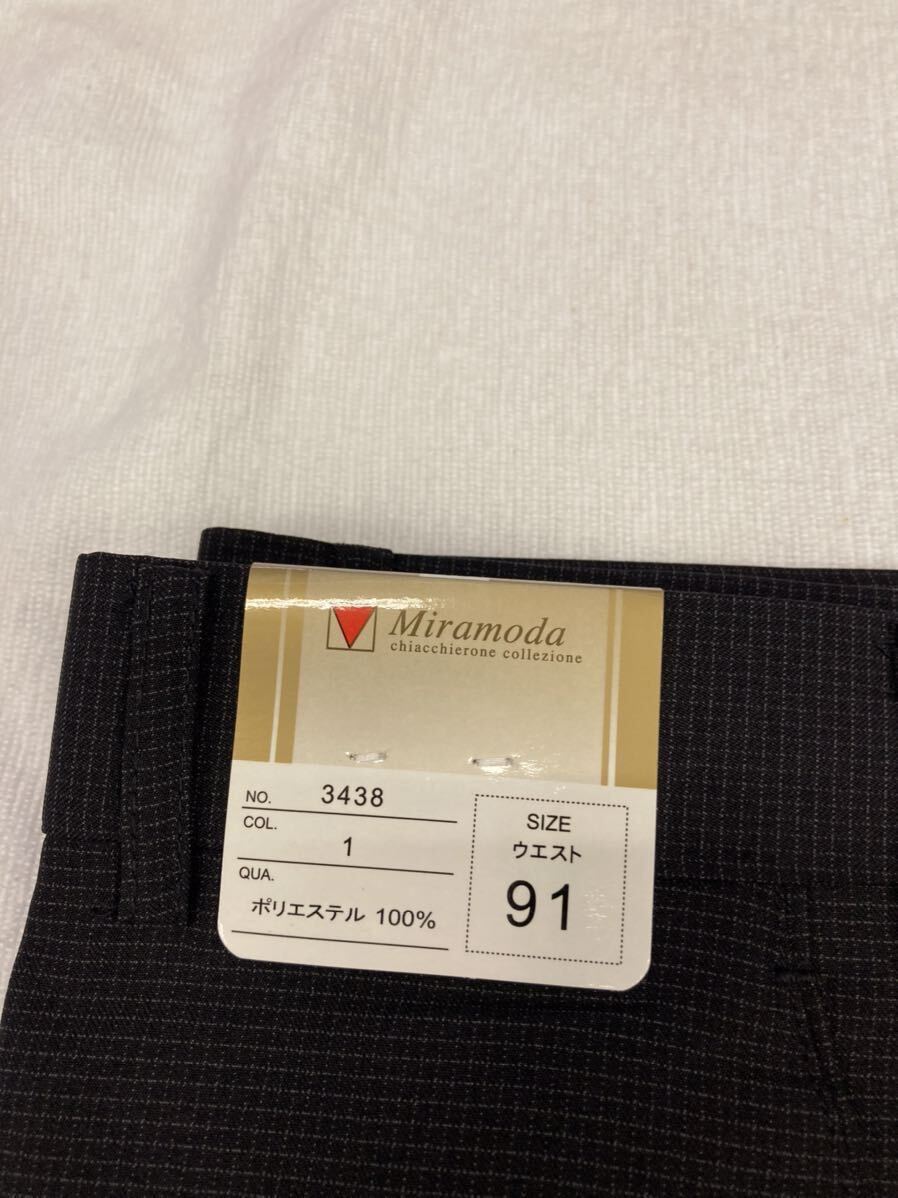 Miramoda
chiacchierone collezione
NO. 3438
COL. 1
QUA.
ポリエステル 100%
SIZE
ウエスト
91